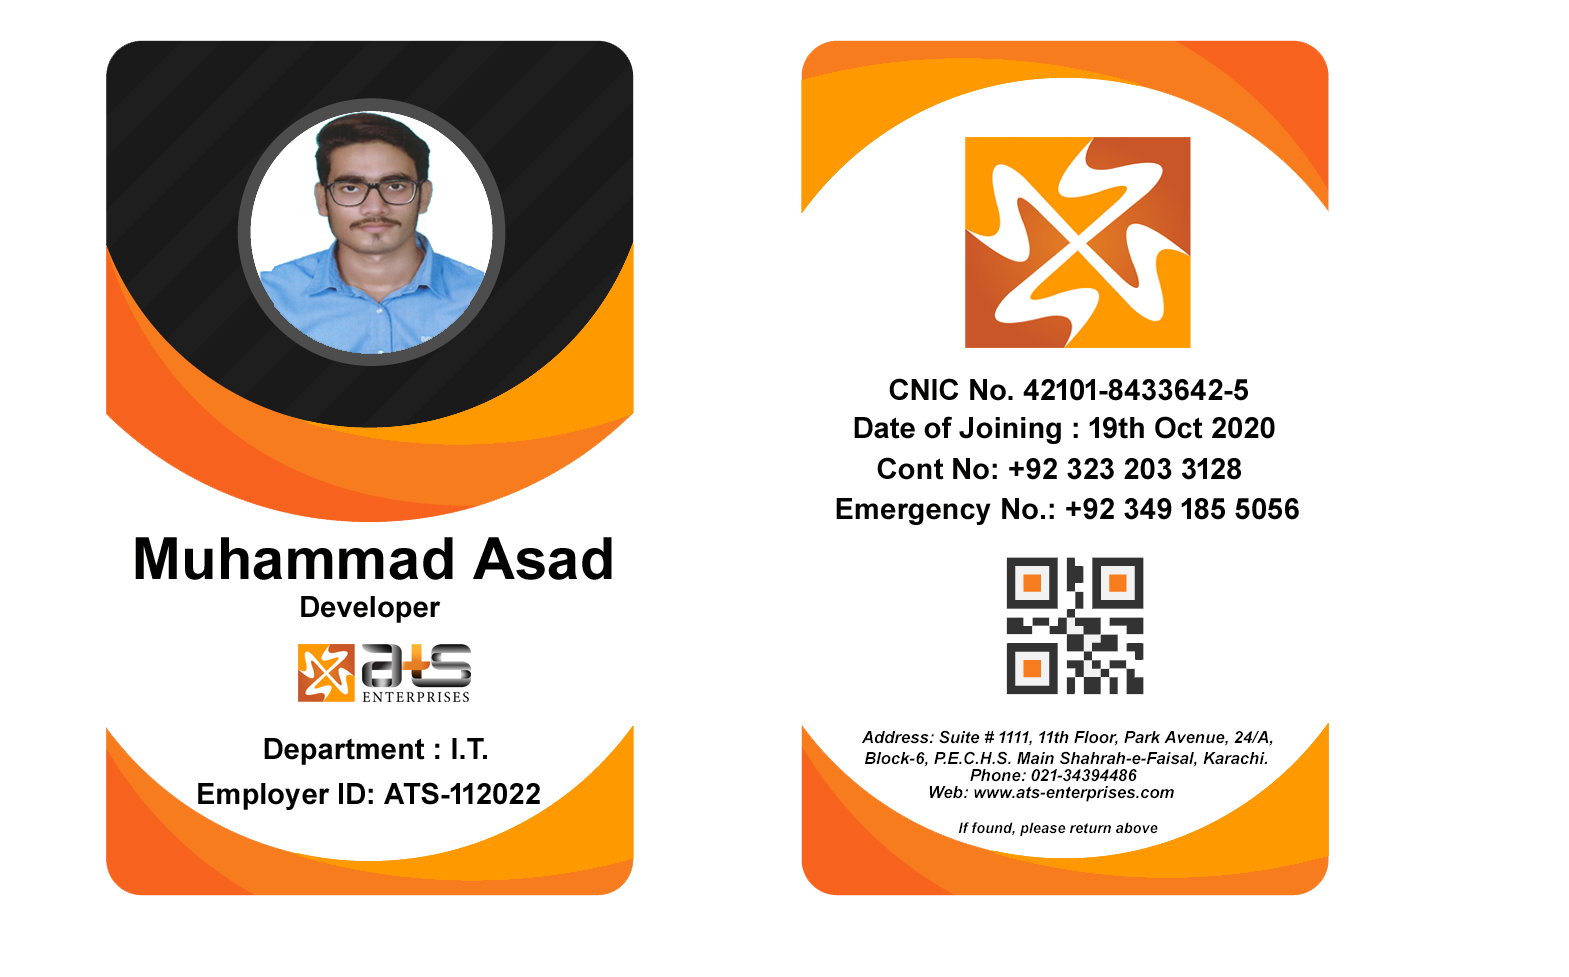 Muhammad Asad
Developer
ats
ENTERPRISES
Department : I.T.
Employer ID: ATS-112022
CNIC No. 42101-8433642-5
Date of Joining : 19th Oct 2020
Cont No: +92 323 203 3128
Emergency No.: +92 349 185 5056
Address: Suite # 1111, 11th Floor, Park Avenue, 24/A,
Block-6, P.E.C.H.S. Main Shahrah-e-Faisal, Karachi.
Phone: 021-34394486
Web: www.ats-enterprises.com
If found, please return above